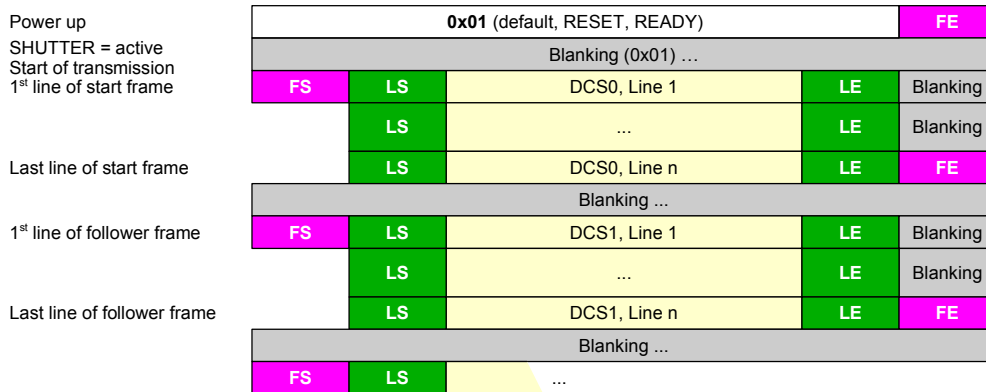 Power up 0x01 (default, RESET, READY) FE
SHUTTER = active Blanking (0x01) …
Start of transmission
1st line of start frame FS LS DCS0, Line 1 LE Blanking
LS ... LE Blanking
Last line of start frame LS DCS0, Line n LE FE
Blanking ...
1st line of follower frame FS LS DCS1, Line 1 LE Blanking
LS ... LE Blanking
Last line of follower frame LS DCS1, Line n LE FE
Blanking ...
FS LS ...